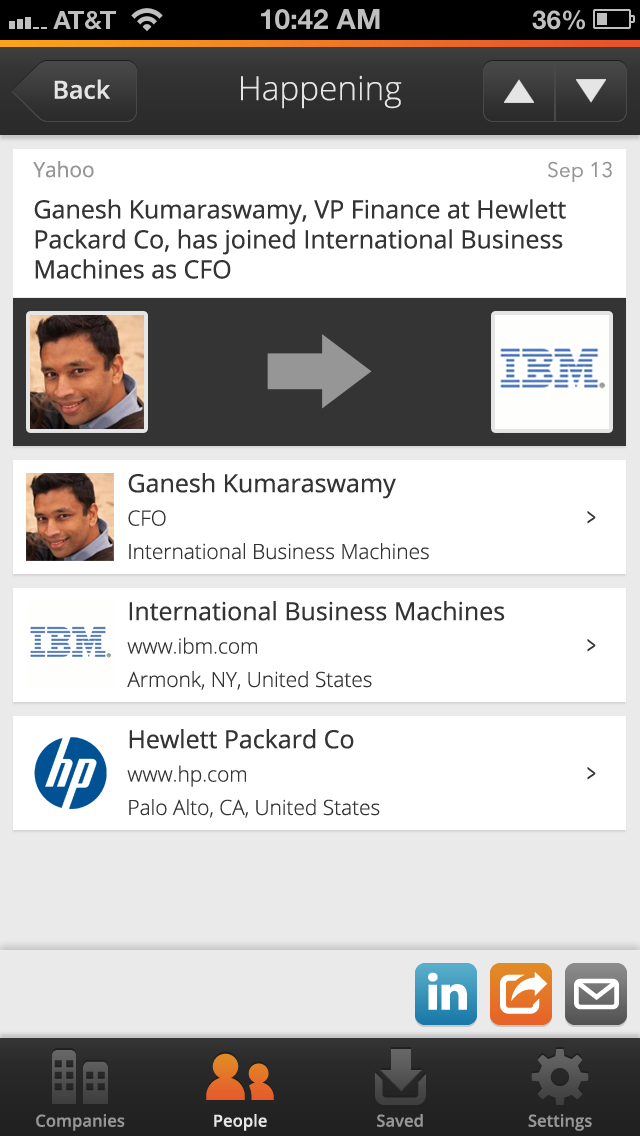 AT&T 10:42 AM 36%
Back Happening
Yahoo Sep 13
Ganesh Kumaraswamy, VP Finance at Hewlett
Packard Co, has joined International Business
Machines as CFO
IBM
Ganesh Kumaraswamy
CFO
International Business Machines
>
IBM
International Business Machines
www.ibm.com
Armonk, NY, United States
>
hp
Hewlett Packard Co
www.hp.com
Palo Alto, CA, United States
>
in
Companies People Saved Settings